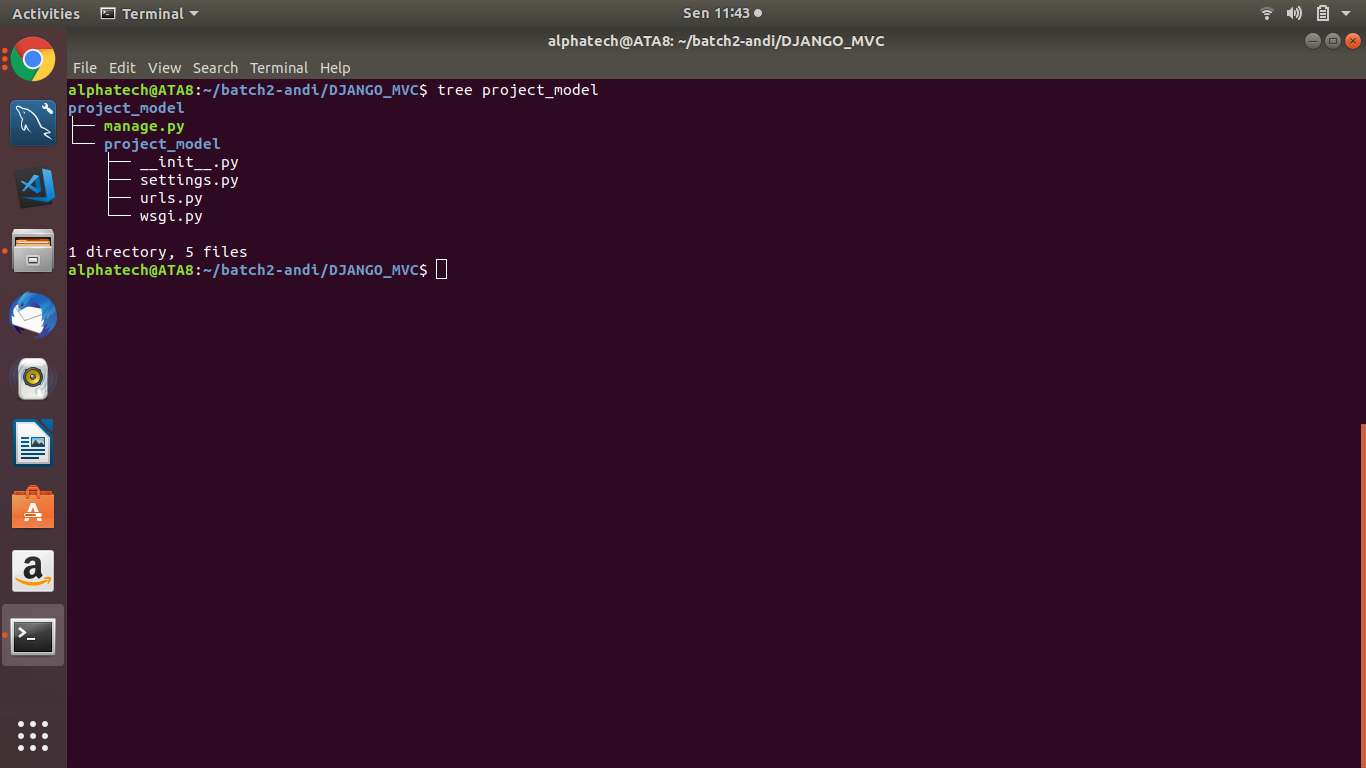 Activities Terminal Sen 11:43
alphatech@ATA8: ~/batch2-andi/DJANGO_MVC
File Edit View Search Terminal Help
alphatech@ATA8:~/batch2-andi/DJANGO_MVC$ tree project_model
project_model
├── manage.py
└── project_model
    ├── __init__.py
    ├── settings.py
    ├── urls.py
    └── wsgi.py
1 directory, 5 files
alphatech@ATA8:~/batch2-andi/DJANGO_MVC$